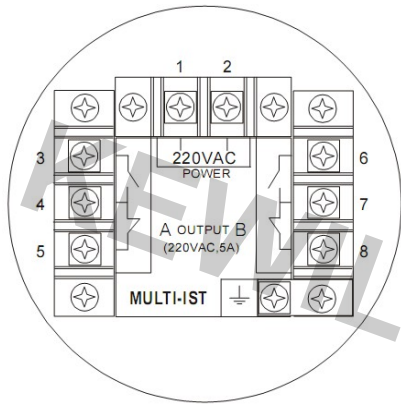 1 2
220VAC
POWER
3 6
4 7
A OUTPUT B
(220VAC,5A)
5 8
MULTI-IST
KEWIL